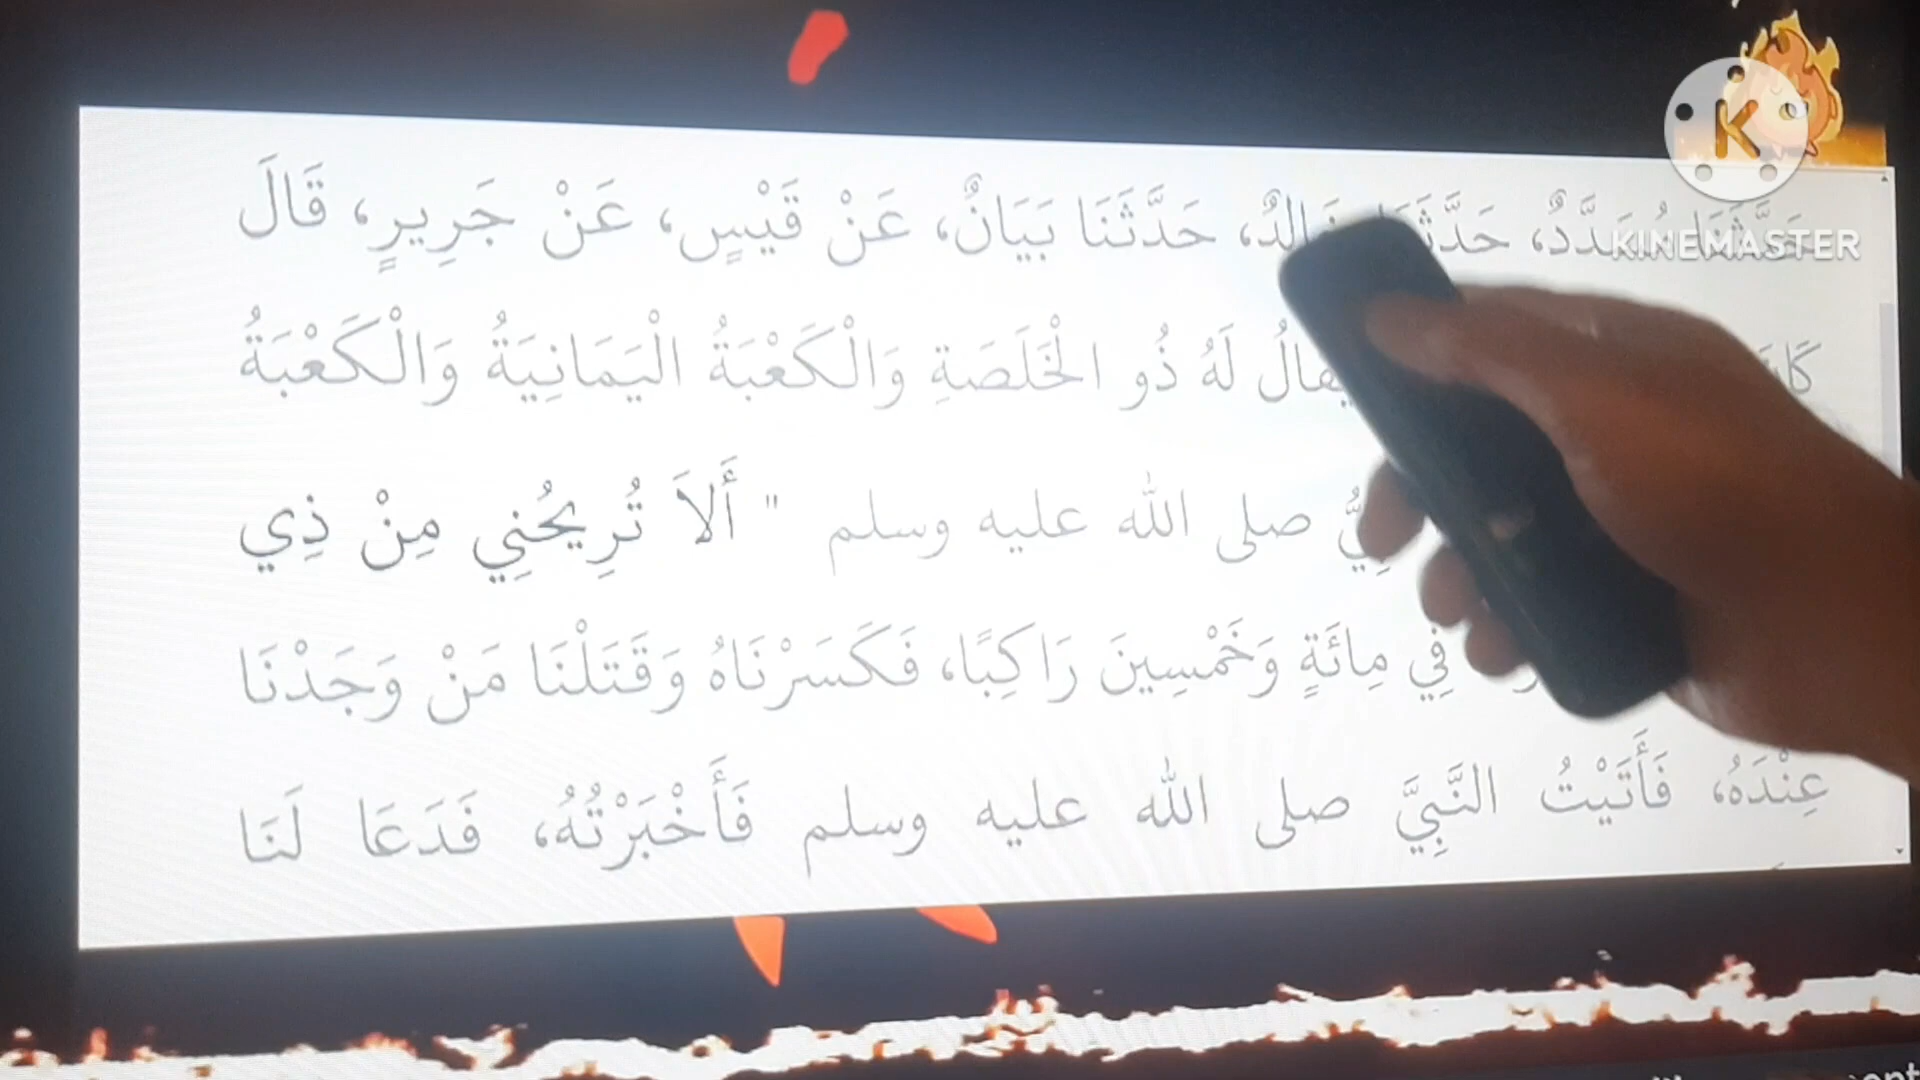 حَدَّثَنَا مُسَدَّدٌ، حَدَّثَنَا خَالِدٌ، حَدَّثَنَا بَيَانٌ، عَنْ قَيْسٍ، عَنْ جَرِيرٍ، قَالَ
يُقَالُ لَهُ ذُو الْخَلَصَةِ وَالْكَعْبَةُ الْيَمَانِيَةُ وَالْكَعْبَةُ
صلى الله عليه وسلم " أَلاَ تُرِيحُنِي مِنْ ذِي
فِي مِائَةٍ وَخَمْسِينَ رَاكِبًا، فَكَسَرْنَاهُ وَقَتَلْنَا مَنْ وَجَدْنَا
عِنْدَهُ، فَأَتَيْتُ النَّبِيَّ صلى الله عليه وسلم فَأَخْبَرْتُهُ، فَدَعَا لَنَا
K
KINEMASTER